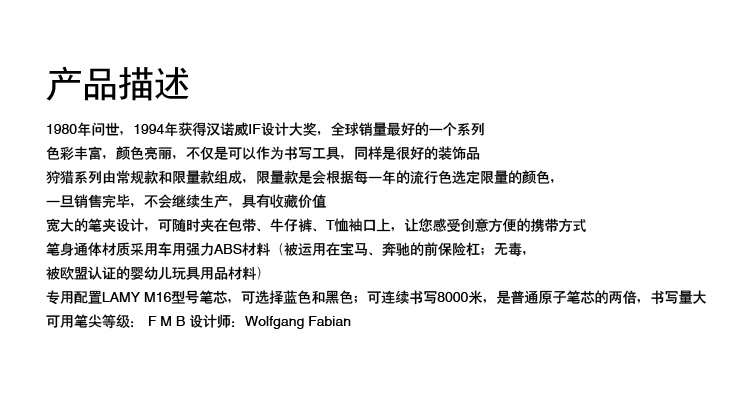 产品描述
1980年问世，1994年获得汉诺威IF设计大奖，全球销量最好的一个系列
色彩丰富，颜色亮丽，不仅是可以作为书写工具，同样是很好的装饰品
狩猎系列由常规款和限量款组成，限量款是会根据每一年的流行色选定限量的颜色，
一旦销售完毕，不会继续生产，具有收藏价值
宽大的笔夹设计，可随时夹在包带、牛仔裤、T恤袖口上，让您感受创意方便的携带方式
笔身通体材质采用车用强力ABS材料（被运用在宝马、奔驰的前保险杠；无毒，
被欧盟认证的婴幼儿玩具用品材料）
专用配置LAMY M16型号笔芯，可选择蓝色和黑色；可连续书写8000米，是普通原子笔芯的两倍，书写量大
可用笔尖等级： F M B 设计师：Wolfgang Fabian